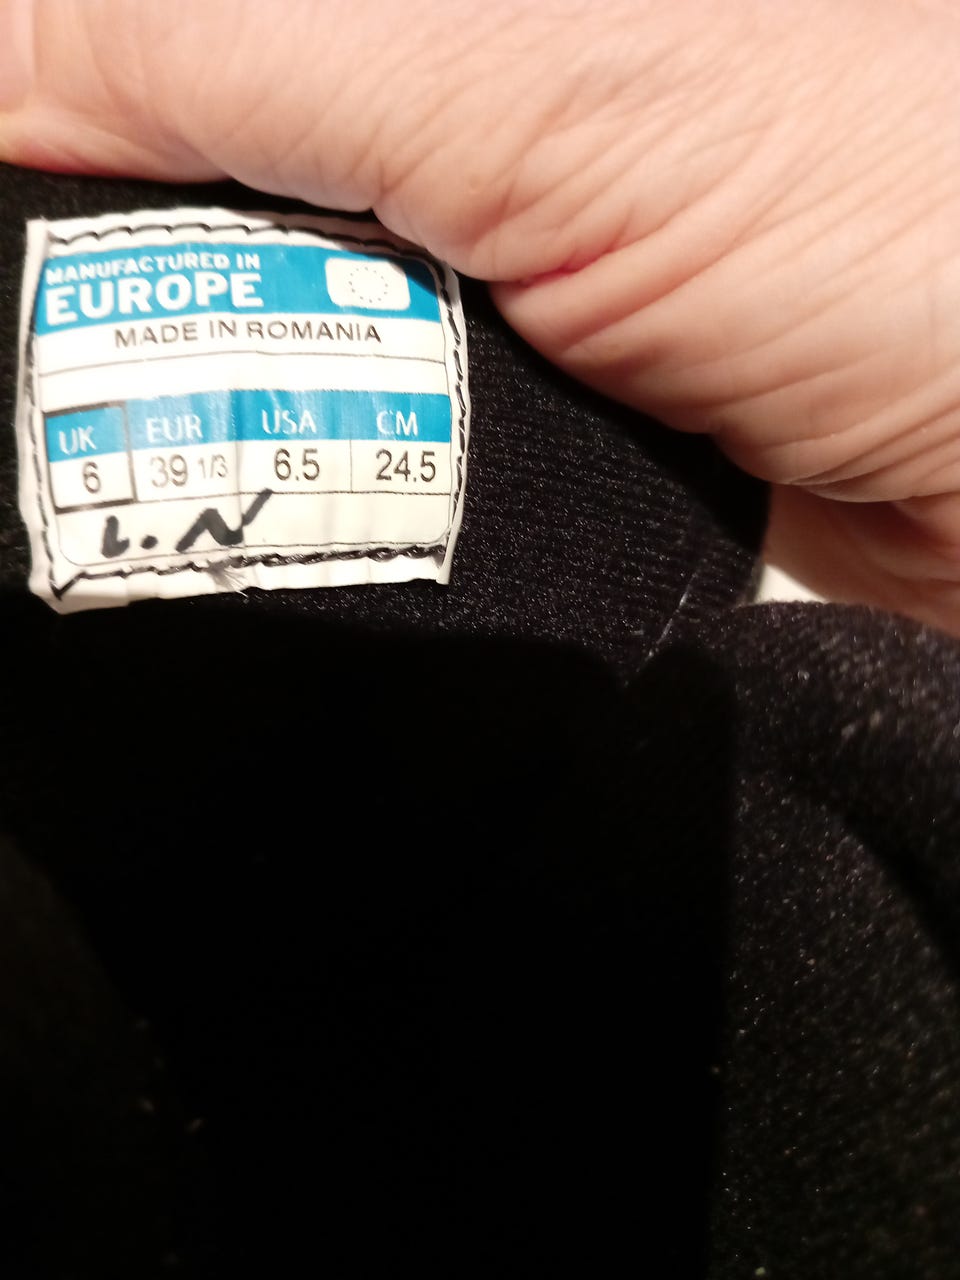 MANUFACTURED IN
EUROPE
MADE IN ROMANIA
UK EUR USA CM
6 39 1/3 6.5 24.5
L.N